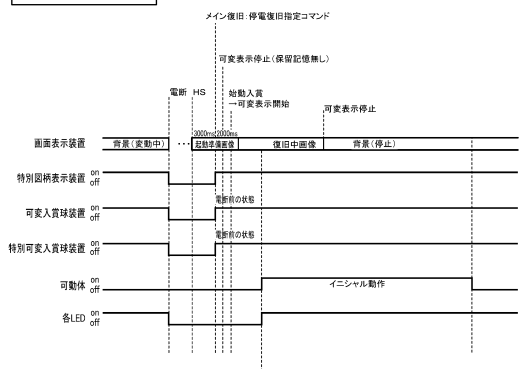 メイン復旧：停電復旧指定コマンド
可変表示停止（保留記憶無し）
電断 HS
始動入賞
→可変表示開始
可変表示停止
3000ms 2000ms
画面表示装置 背景（変動中） ・・・ 起動準備画像 復旧中画像 背景（停止）
特別図柄表示装置 on
off
電断前の状態
可変入賞球装置 on
off
電断前の状態
特別可変入賞球装置 on
off
可動体 on
off
イニシャル動作
各LED on
off